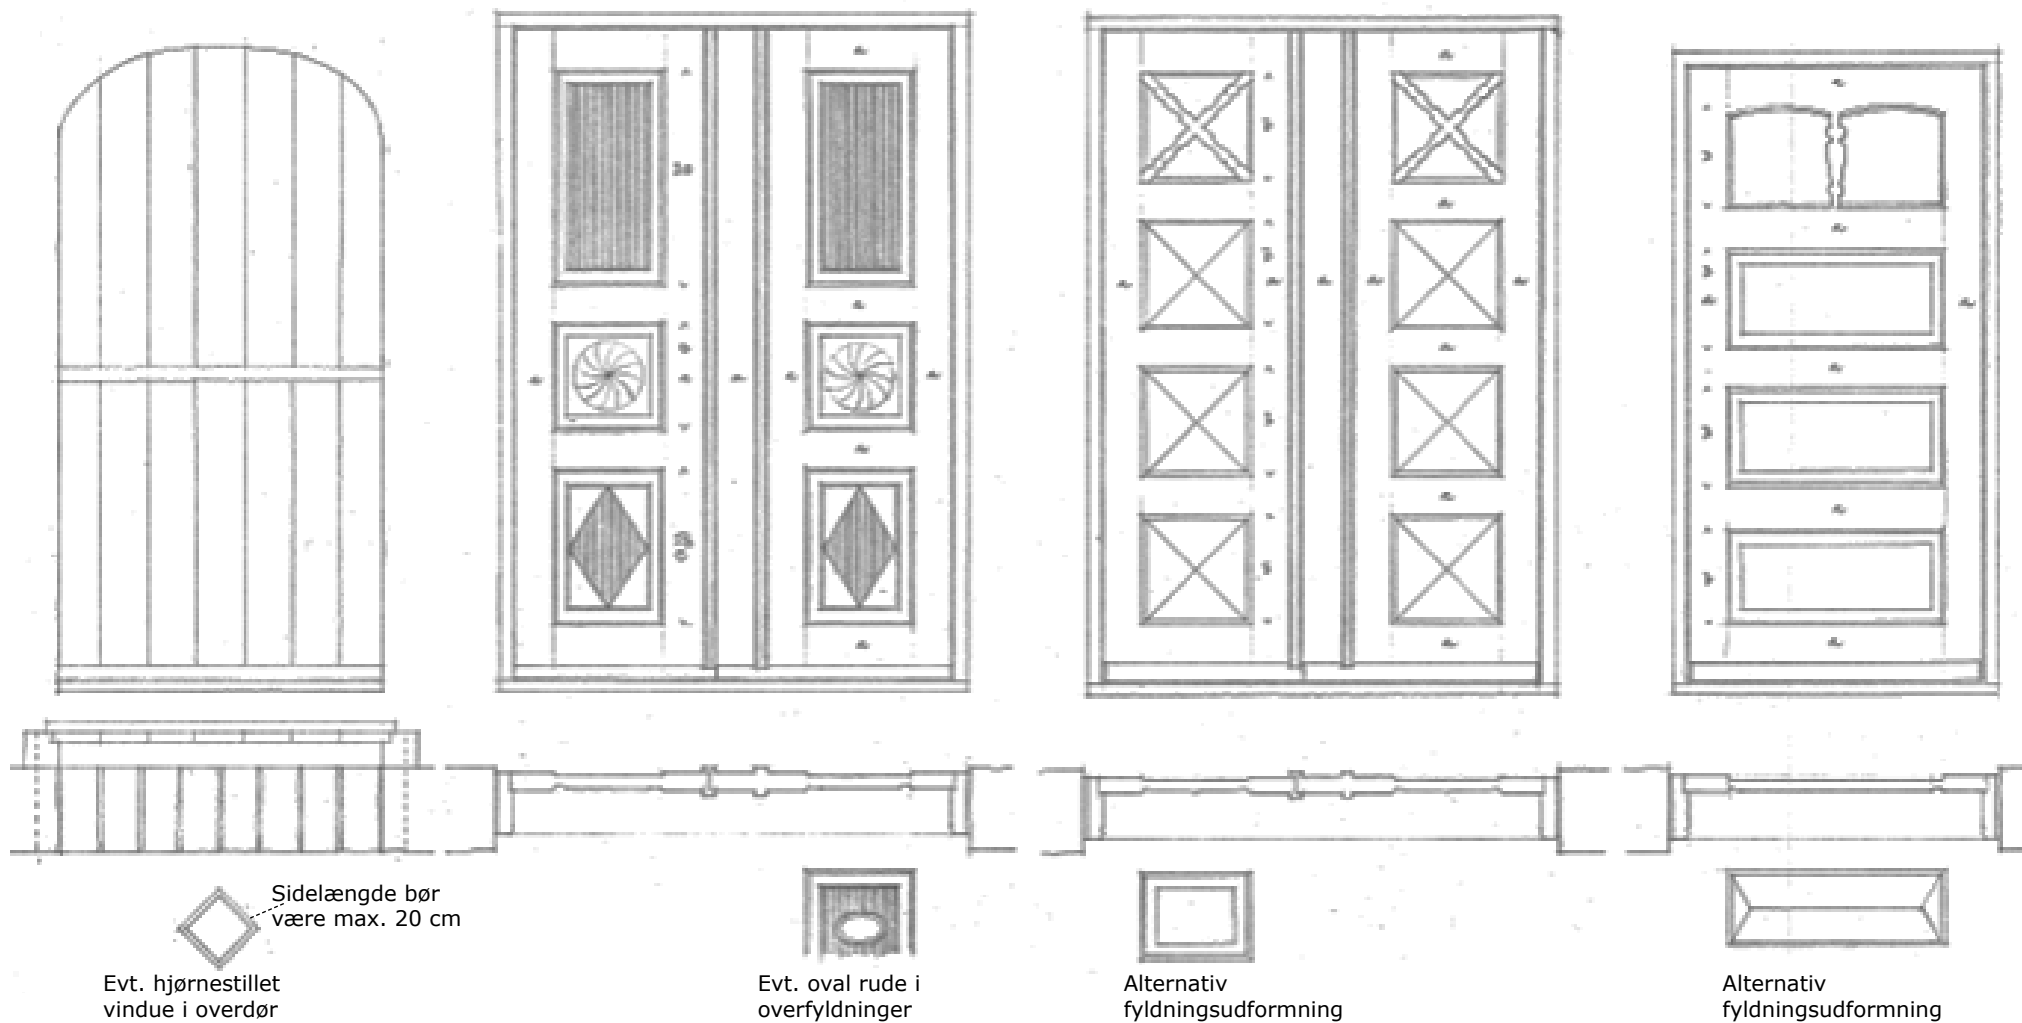 Sidelængde bør
være max. 20 cm
Evt. hjørnestillet
vindue i overdør
Evt. oval rude i
overfyldninger
Alternativ
fyldningsudformning
Alternativ
fyldningsudformning